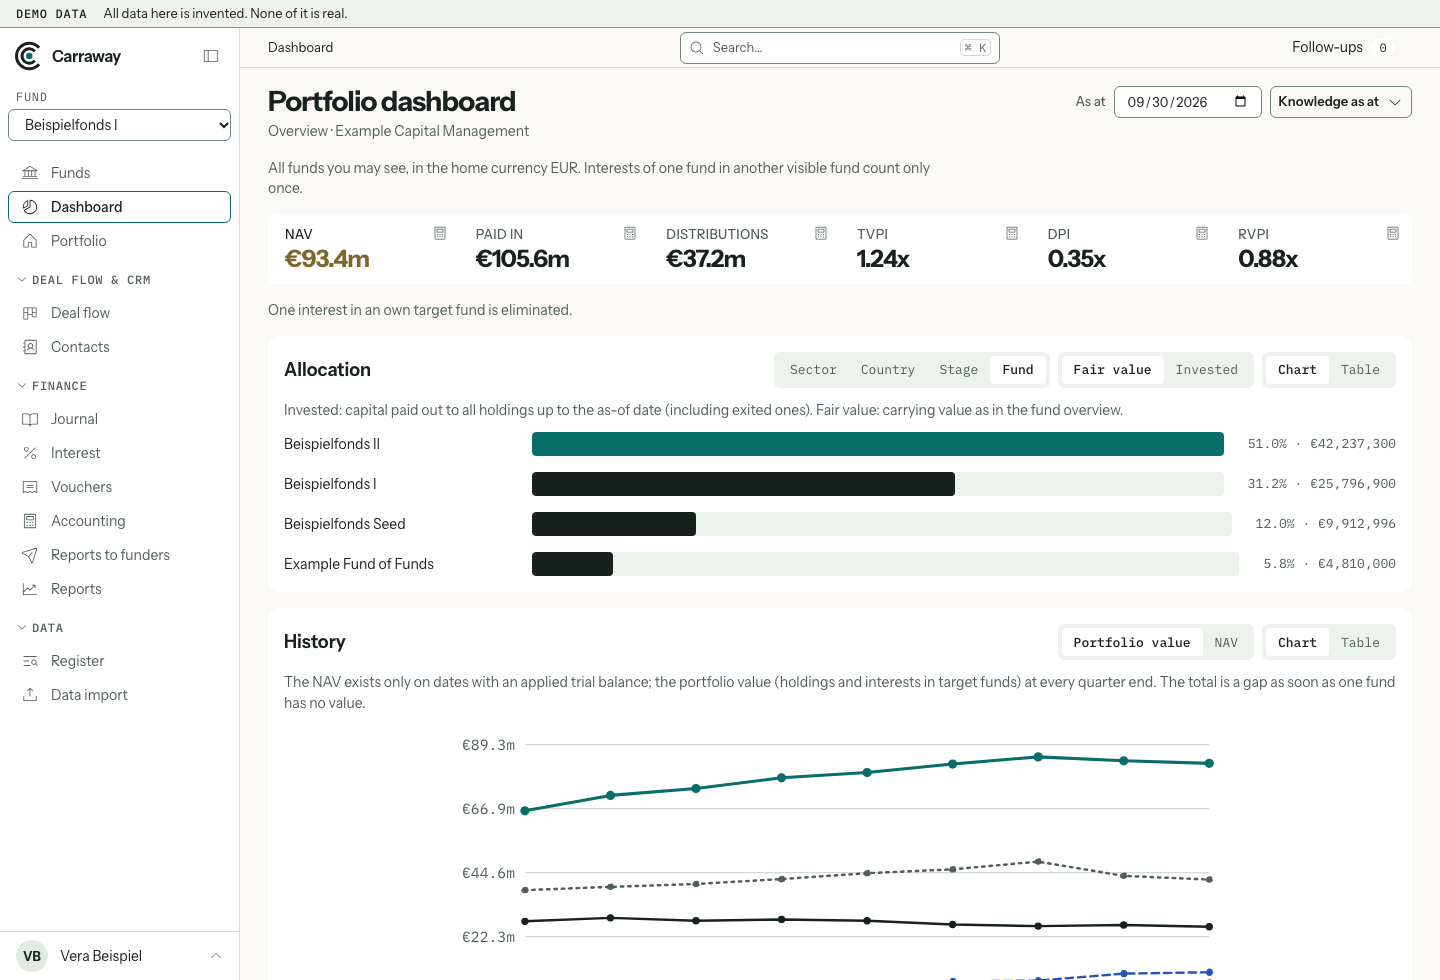 DEMO DATA All data here is invented. None of it is real.
Carraway
FUND
Beispielfonds I
Funds
Dashboard
Portfolio
DEAL FLOW & CRM
Deal flow
Contacts
FINANCE
Journal
Interest
Vouchers
Accounting
Reports to funders
Reports
DATA
Register
Data import
VB Vera Beispiel
Dashboard
Search...
⌘ K
Follow-ups 0
Portfolio dashboard
As at 09/30/2026 Knowledge as at
Overview · Example Capital Management
All funds you may see, in the home currency EUR. Interests of one fund in another visible fund count only
once.
NAV PAID IN DISTRIBUTIONS TVPI DPI RVPI
€93.4m €105.6m €37.2m 1.24x 0.35x 0.88x
One interest in an own target fund is eliminated.
Allocation Sector Country Stage Fund Fair value Invested Chart Table
Invested: capital paid out to all holdings up to the as-of date (including exited ones). Fair value: carrying value as in the fund overview.
Beispielfonds II 51.0% · €42,237,300
Beispielfonds I 31.2% · €25,796,900
Beispielfonds Seed 12.0% · €9,912,996
Example Fund of Funds 5.8% · €4,810,000
History Portfolio value NAV Chart Table
The NAV exists only on dates with an applied trial balance; the portfolio value (holdings and interests in target funds) at every quarter end. The total is a gap as soon as one fund
has no value.
€89.3m
€66.9m
€44.6m
€22.3m